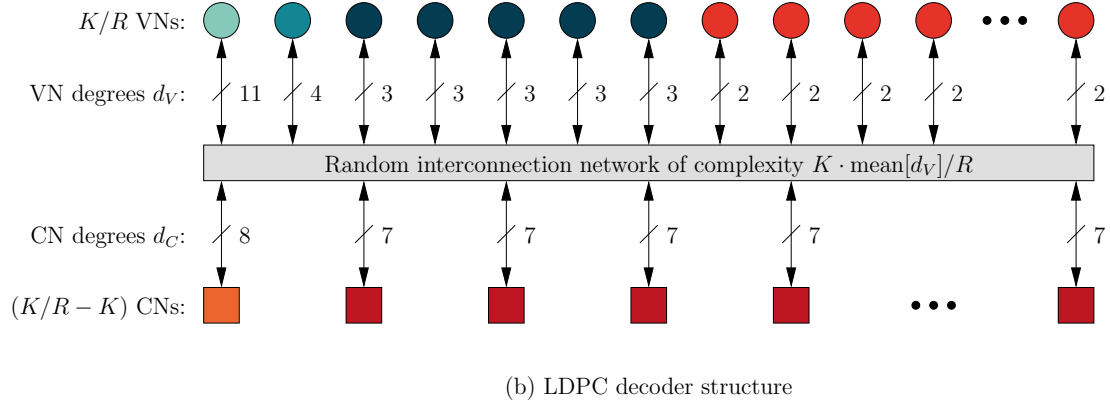 K/R VNs:
VN degrees d_V: 11 4 3 3 3 3 3 2 2 2 2 2
Random interconnection network of complexity K · mean[d_V]/R
CN degrees d_C: 8 7 7 7 7 7
(K/R − K) CNs:
(b) LDPC decoder structure